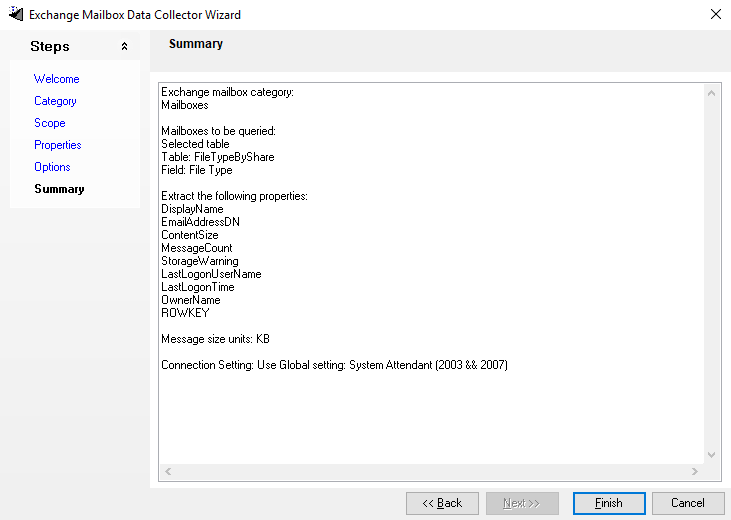 Exchange Mailbox Data Collector Wizard
Steps
Welcome
Category
Scope
Properties
Options
Summary
Summary
Exchange mailbox category:
Mailboxes
Mailboxes to be queried:
Selected table
Table: FileTypeByShare
Field: File Type
Extract the following properties:
DisplayName
EmailAddressDN
ContentSize
MessageCount
StorageWarning
LastLogonUserName
LastLogonTime
OwnerName
ROWKEY
Message size units: KB
Connection Setting: Use Global setting: System Attendant (2003 && 2007)
<< Back
Next >>
Finish
Cancel